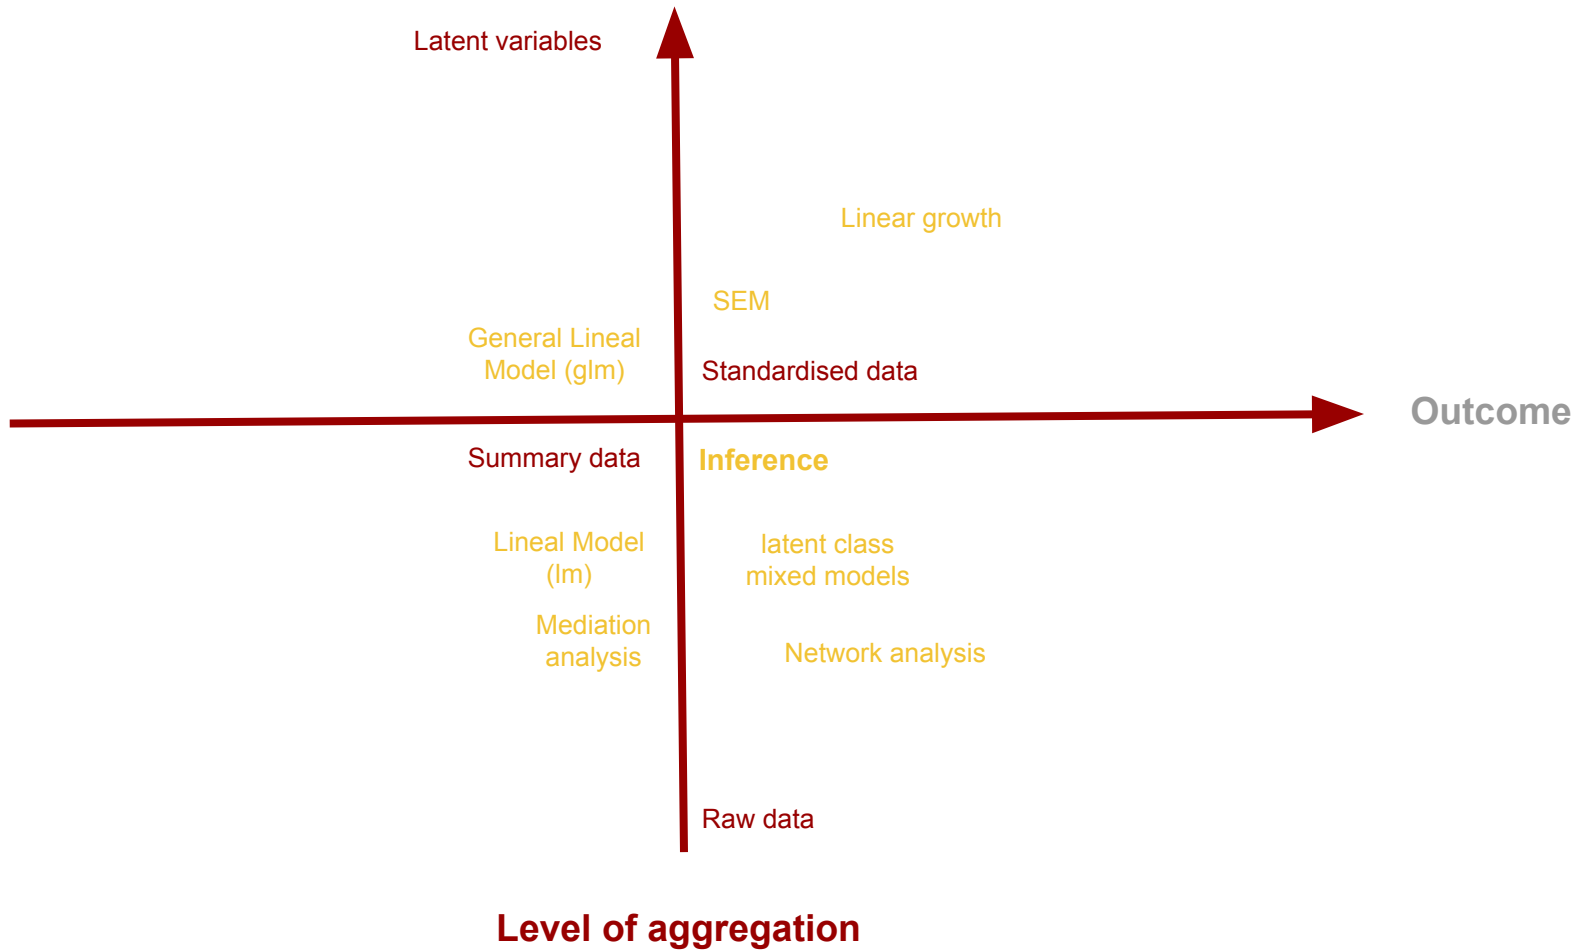 Latent variables
Linear growth
SEM
General Lineal
Model (glm)
Standardised data
Outcome
Summary data
Inference
Lineal Model
(lm)
latent class
mixed models
Mediation
analysis
Network analysis
Raw data
Level of aggregation